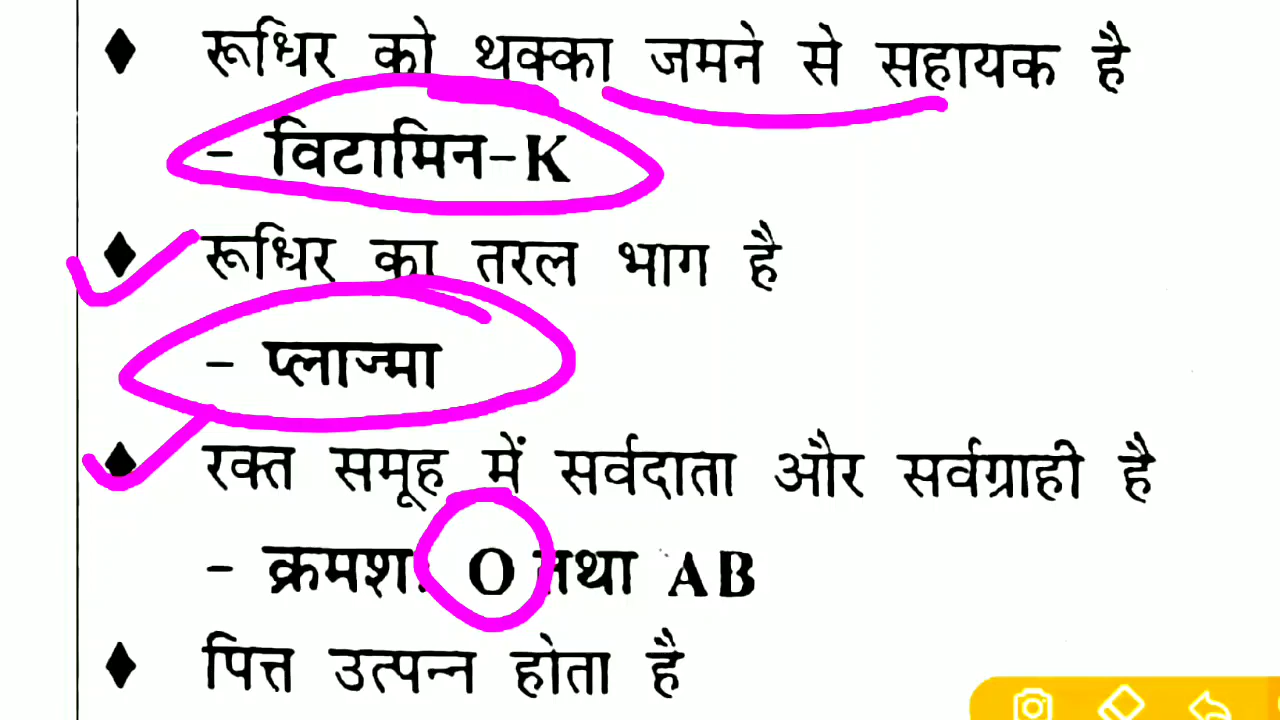 ♦ रूधिर को थक्का जमने से सहायक है
- विटामिन-K
♦ रूधिर का तरल भाग है
- प्लाज्मा
♦ रक्त समूह में सर्वदाता और सर्वग्राही है
- क्रमशः O तथा AB
♦ पित्त उत्पन्न होता है